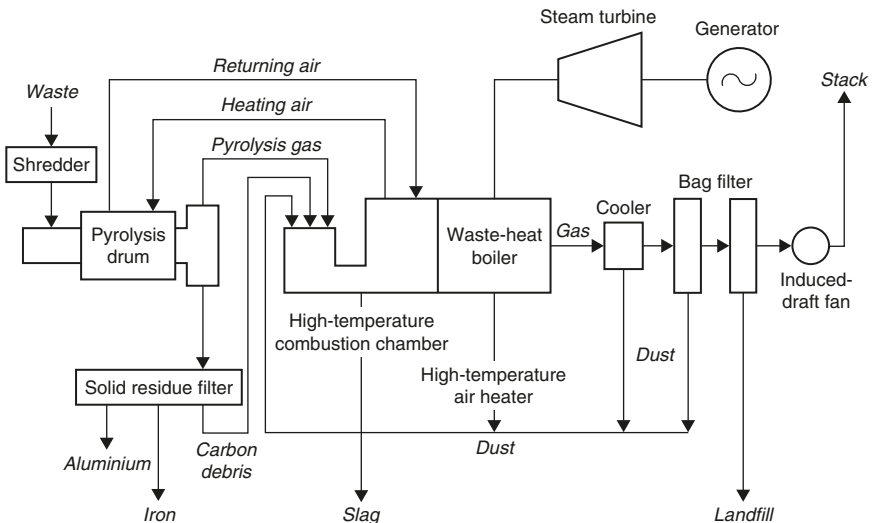 Steam turbine
Generator
Returning air
Stack
Waste
Heating air
Pyrolysis gas
Shredder
Bag filter
Cooler
Pyrolysis
drum
Waste-heat
boiler
Gas
Induced-
draft fan
High-temperature
combustion chamber
Dust
High-temperature
air heater
Solid residue filter
Carbon
debris
Dust
Aluminium
Iron
Slag
Landfill